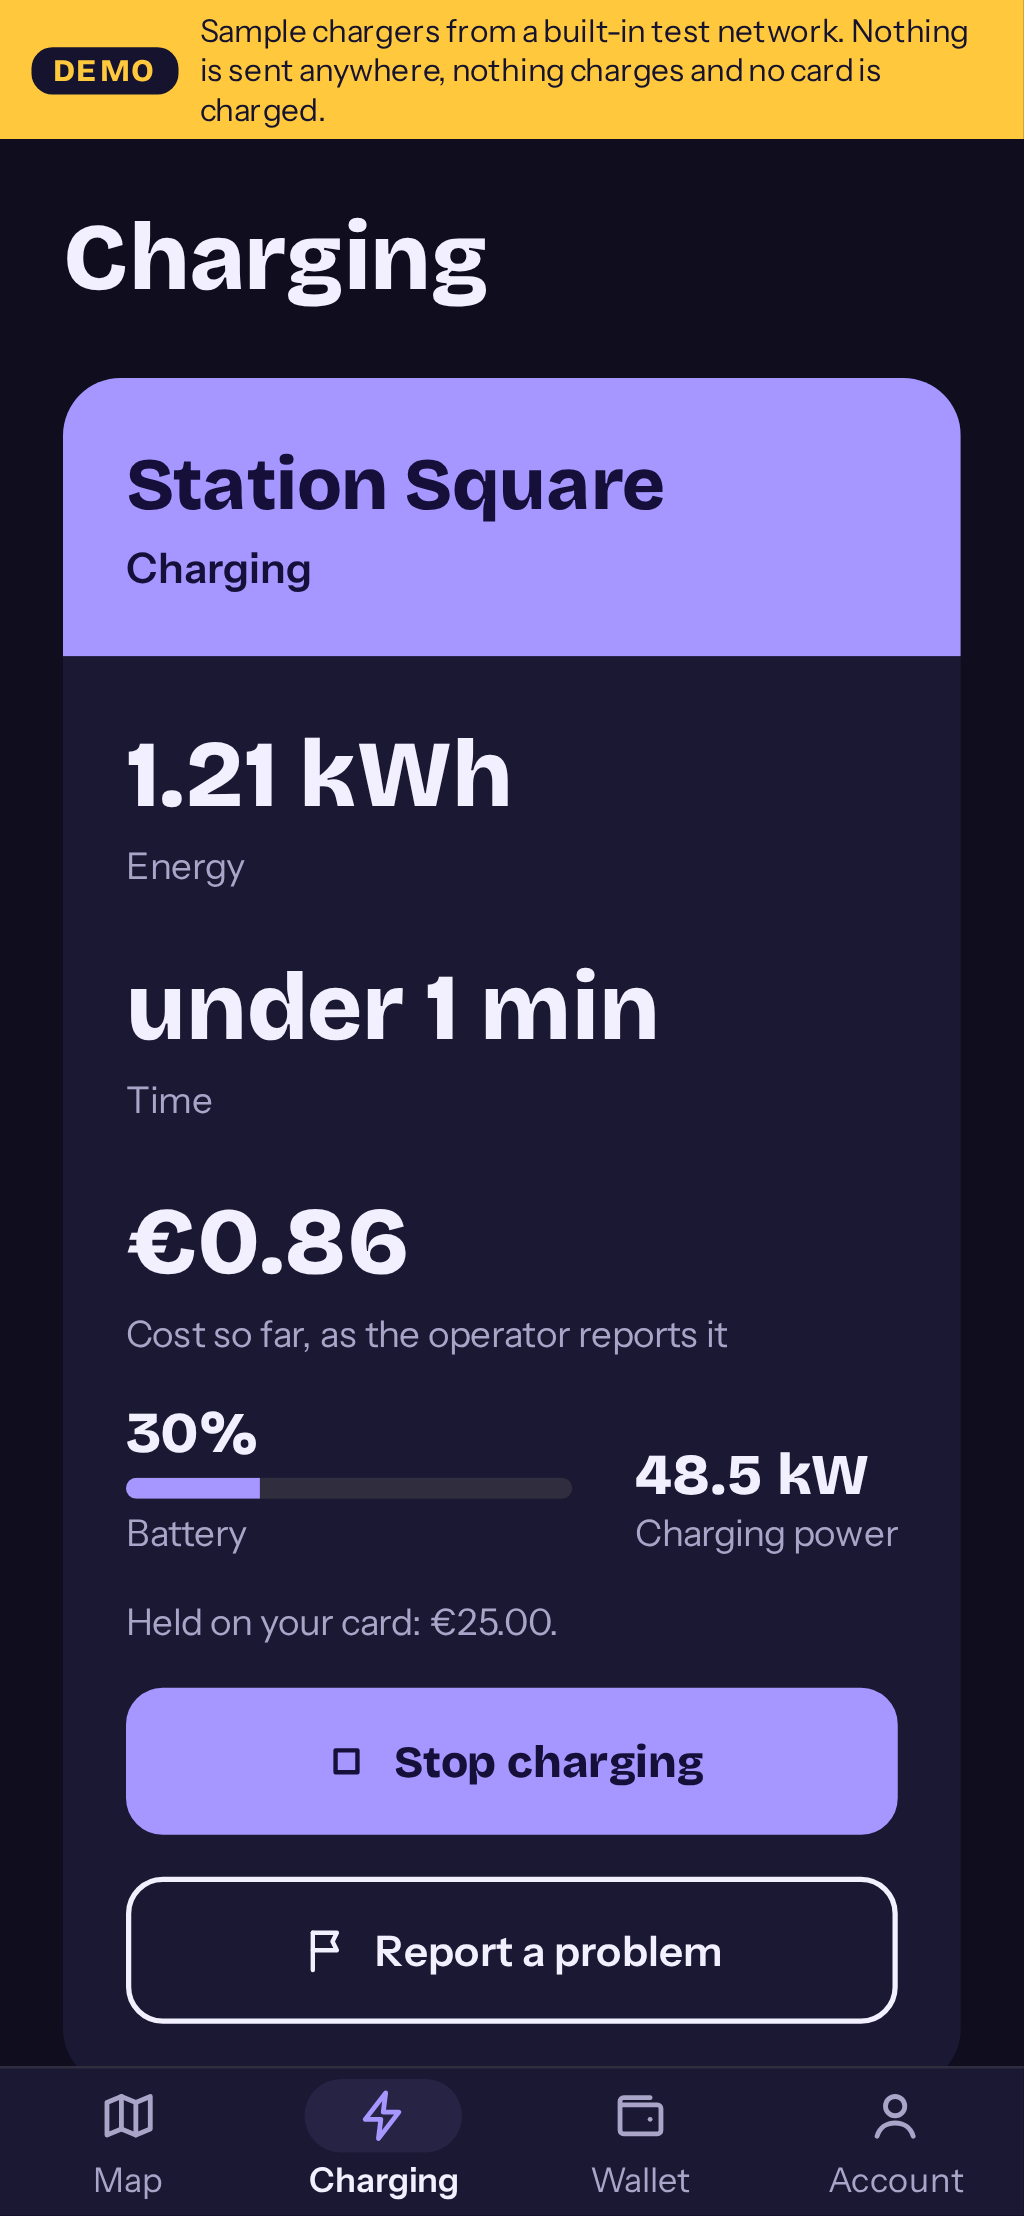 DEMO
Sample chargers from a built-in test network. Nothing
is sent anywhere, nothing charges and no card is
charged.
Charging
Station Square
Charging
1.21 kWh
Energy
under 1 min
Time
€0.86
Cost so far, as the operator reports it
30%
Battery
48.5 kW
Charging power
Held on your card: €25.00.
Stop charging
Report a problem
Map
Charging
Wallet
Account